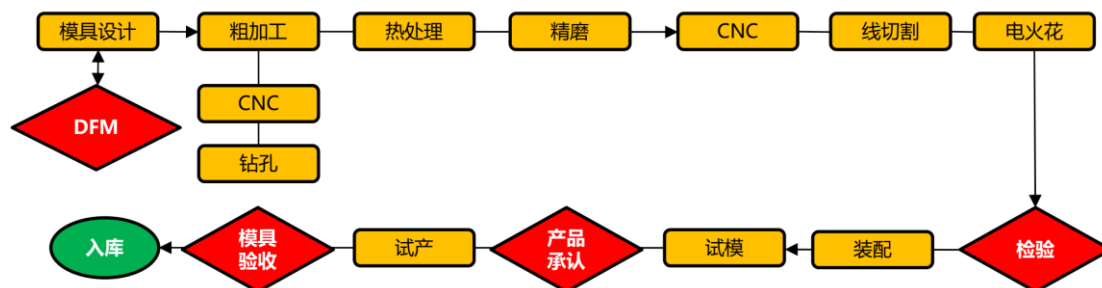 模具设计
粗加工
热处理
精磨
CNC
线切割
电火花
DFM
CNC
钻孔
入库
模具
验收
试产
产品
承认
试模
装配
检验